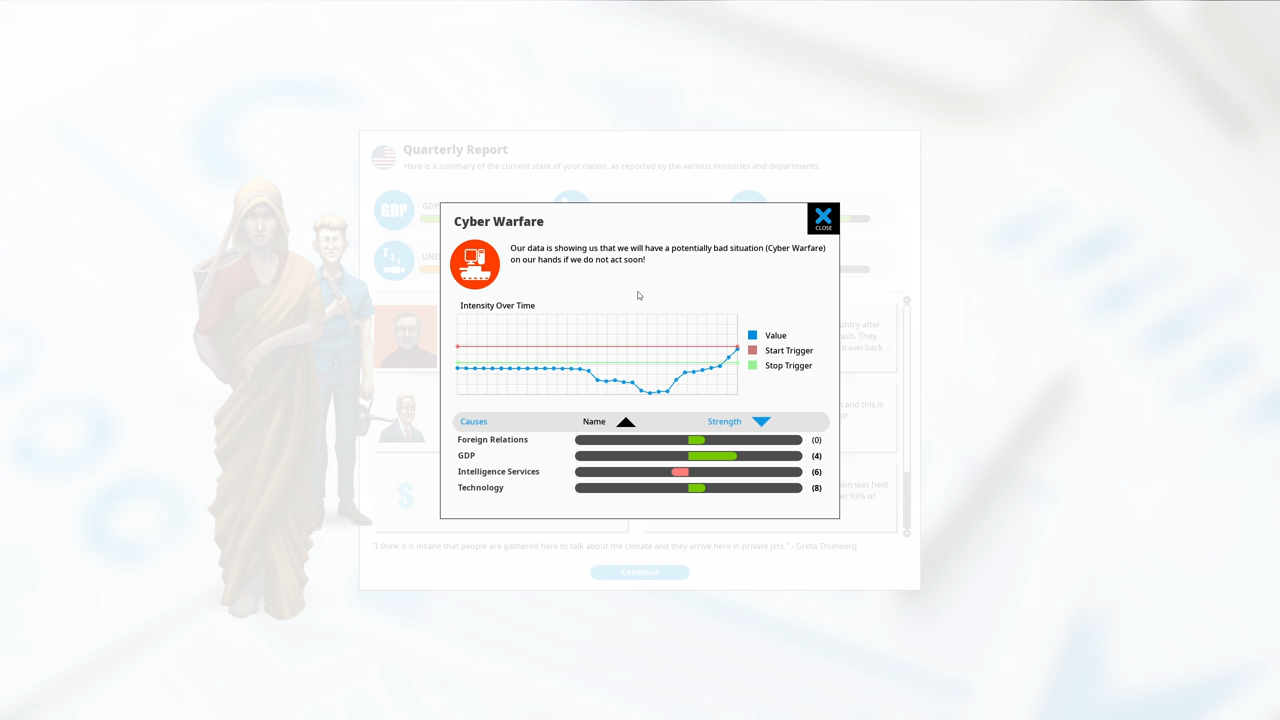 Quarterly Report
Here is a summary of the current state of your nation, as reported by the various ministries and departments.
GDP
Cyber Warfare
CLOSE
Our data is showing us that we will have a potentially bad situation (Cyber Warfare)
on our hands if we do not act soon!
Intensity Over Time
Value
Start Trigger
Stop Trigger
Causes Name Strength
Foreign Relations (0)
GDP (4)
Intelligence Services (6)
Technology (8)
"I think it is insane that people are gathered here to talk about the climate and they arrive here in private jets." - Greta Thunberg
Continue